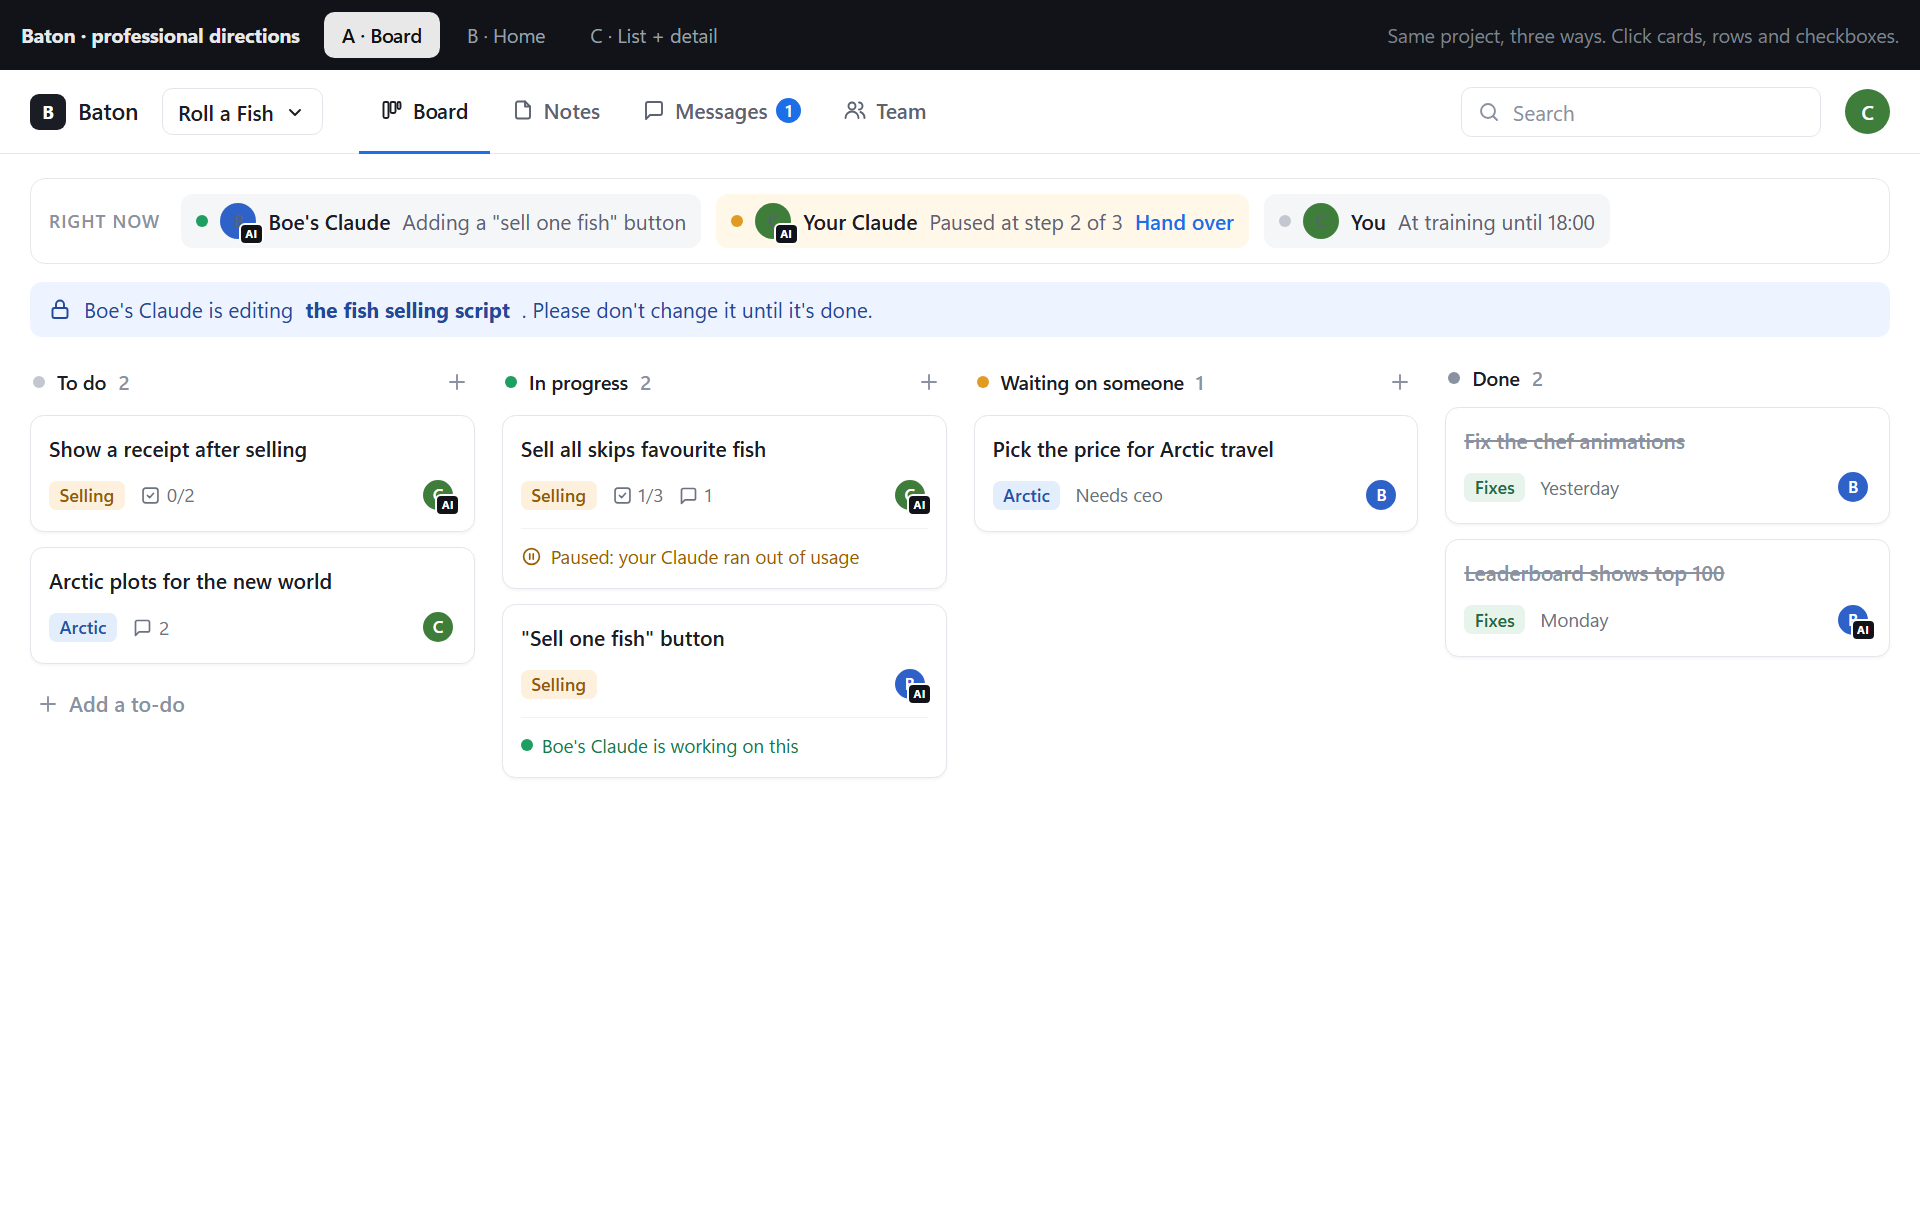 Baton · professional directions
A · Board
B · Home
C · List + detail
Same project, three ways. Click cards, rows and checkboxes.
B Baton
Roll a Fish
Board
Notes
Messages 1
Team
Search
C
RIGHT NOW
AI Boe's Claude Adding a "sell one fish" button
AI Your Claude Paused at step 2 of 3 Hand over
You At training until 18:00
Boe's Claude is editing the fish selling script . Please don't change it until it's done.
To do 2
Show a receipt after selling
Selling 0/2 C AI
Arctic plots for the new world
Arctic 2 C
Add a to-do
In progress 2
Sell all skips favourite fish
Selling 1/3 1 C AI
Paused: your Claude ran out of usage
"Sell one fish" button
Selling B AI
Boe's Claude is working on this
Waiting on someone 1
Pick the price for Arctic travel
Arctic Needs ceo B
Done 2
Fix the chef animations
Fixes Yesterday B
Leaderboard shows top 100
Fixes Monday B AI